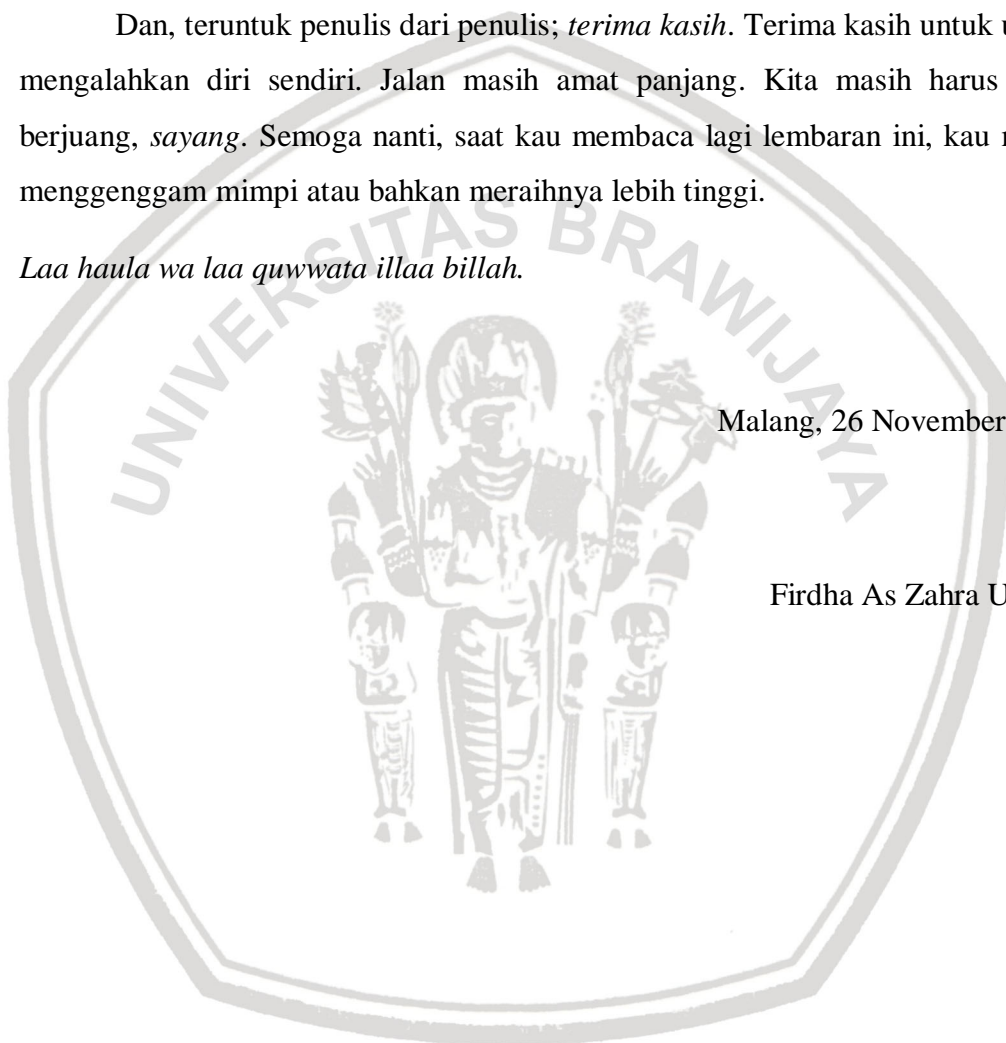 Dan, teruntuk penulis dari penulis; terima kasih. Terima kasih untuk
mengalahkan diri sendiri. Jalan masih amat panjang. Kita masih harus
berjuang, sayang. Semoga nanti, saat kau membaca lagi lembaran ini, kau
menggenggam mimpi atau bahkan meraihnya lebih tinggi.
Laa haula wa laa quwwata illaa billah.
UNIVERSITAS BRAWIJAYA
Malang, 26 November
Firdha As Zahra